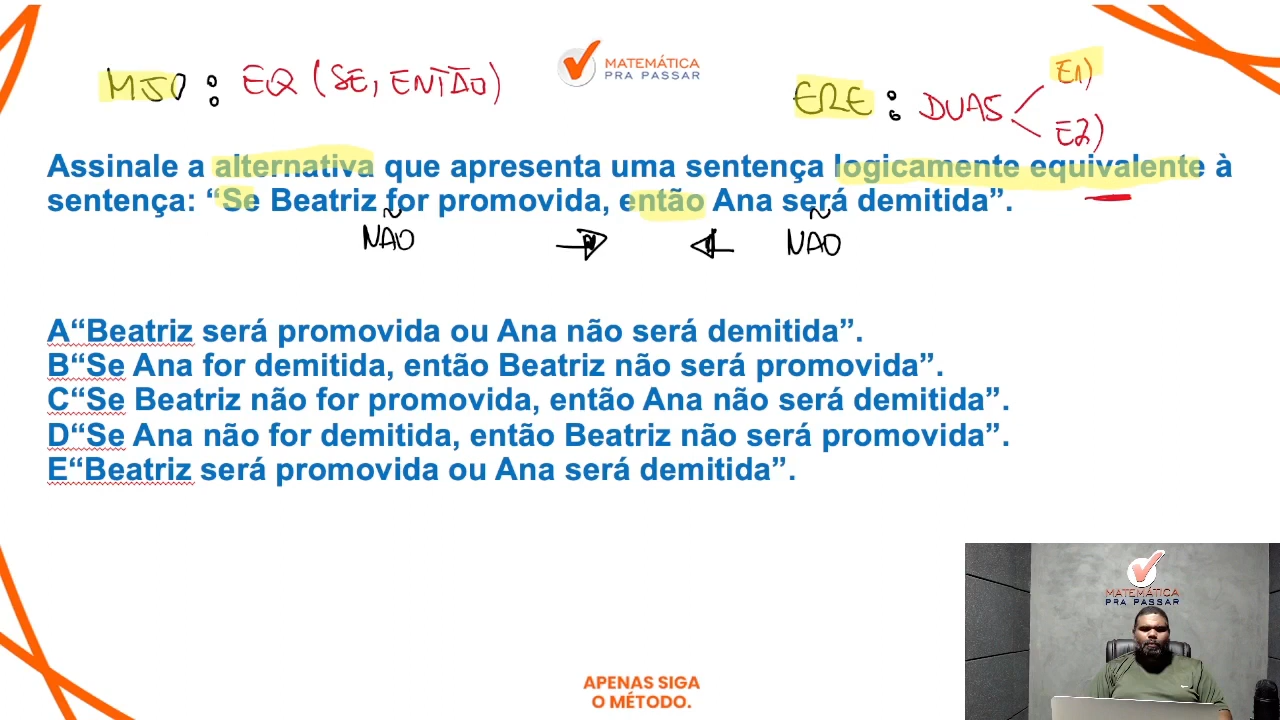 MJO : EQ (SE, ENTÃO)
MATEMÁTICA
PRA PASSAR
ERE : DUAS
E1)
E2)
Assinale a alternativa que apresenta uma sentença logicamente equivalente à
sentença: “Se Beatriz for promovida, então Ana será demitida”.
~ ~
NÃO NÃO
A“Beatriz será promovida ou Ana não será demitida”.
B“Se Ana for demitida, então Beatriz não será promovida”.
C“Se Beatriz não for promovida, então Ana não será demitida”.
D“Se Ana não for demitida, então Beatriz não será promovida”.
E“Beatriz será promovida ou Ana será demitida”.
MATEMÁTICA
PRA PASSAR
APENAS SIGA
O MÉTODO.